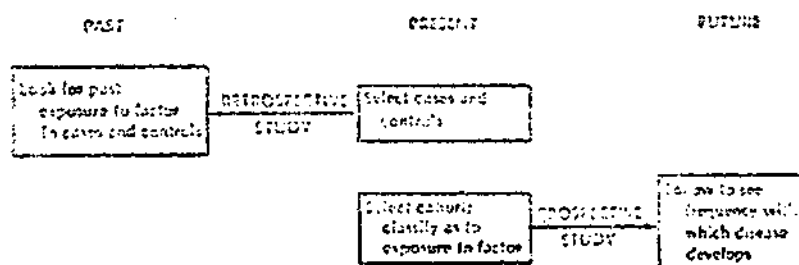 PAST
PRESENT
FUTURE
Look for past
exposure to factor
In cases and controls
RETROSPECTIVE
STUDY
Select cases and
controls
Select cohort
classify as to
exposure to factor
PROSPECTIVE
STUDY
Follow to see
frequency with
which disease
develops